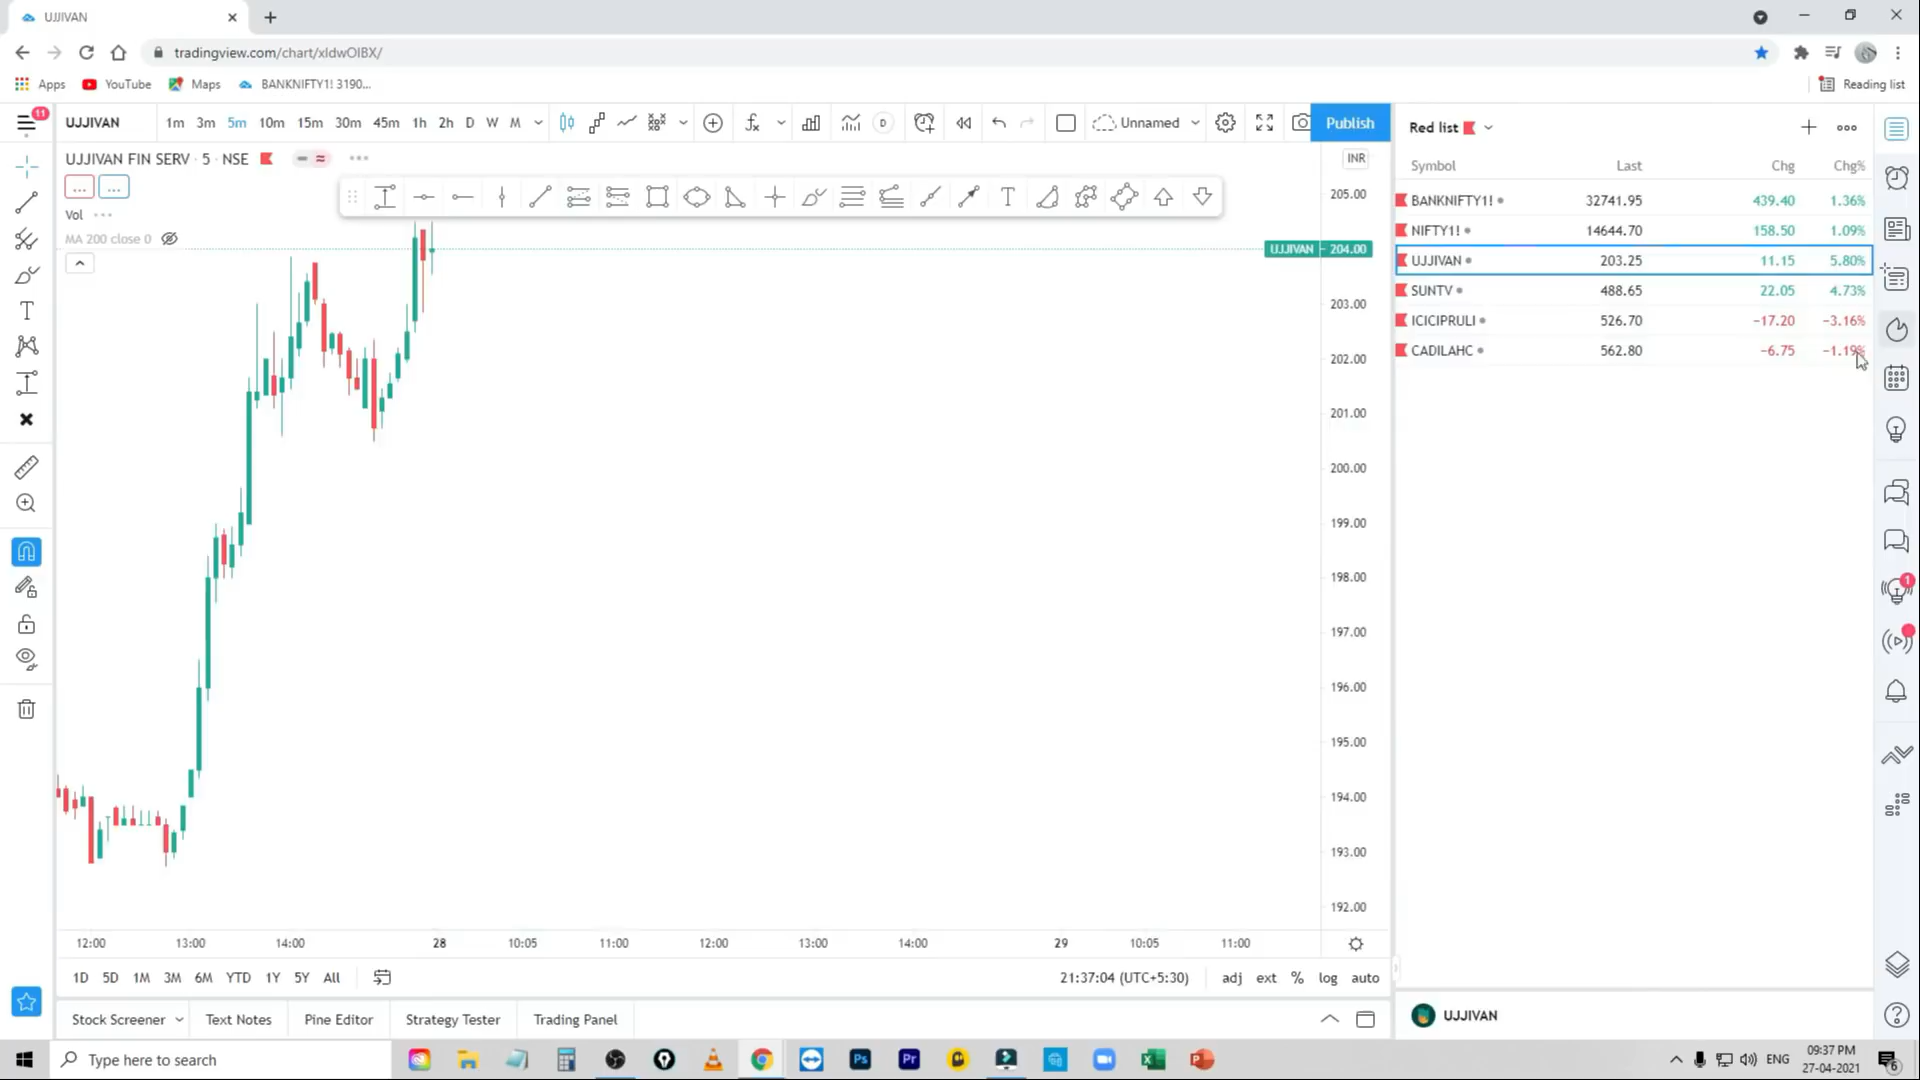 UJJIVAN
tradingview.com/chart/xIdwOIBX/
Apps YouTube Maps BANKNIFTY1! 3190... Reading list
11
UJJIVAN 1m 3m 5m 10m 15m 30m 45m 1h 2h D W M D Unnamed Publish
Red list
UJJIVAN FIN SERV · 5 · NSE
INR
Symbol Last Chg Chg%
Vol
MA 200 close 0
BANKNIFTY1! 32741.95 439.40 1.36%
NIFTY1! 14644.70 158.50 1.09%
UJJIVAN 203.25 11.15 5.80%
SUNTV 488.65 22.05 4.73%
ICICIPRULI 526.70 −17.20 −3.16%
CADILAHC 562.80 −6.75 −1.19%
205.00
UJJIVAN 204.00
203.00
202.00
201.00
200.00
199.00
198.00
197.00
196.00
195.00
194.00
193.00
192.00
1
12:00 13:00 14:00 28 10:05 11:00 12:00 13:00 14:00 29 10:05 11:00
1D 5D 1M 3M 6M YTD 1Y 5Y All 21:37:04 (UTC+5:30) adj ext % log auto
Stock Screener Text Notes Pine Editor Strategy Tester Trading Panel
UJJIVAN
Type here to search
Ps Pr
ENG
09:37 PM
27-04-2021
6